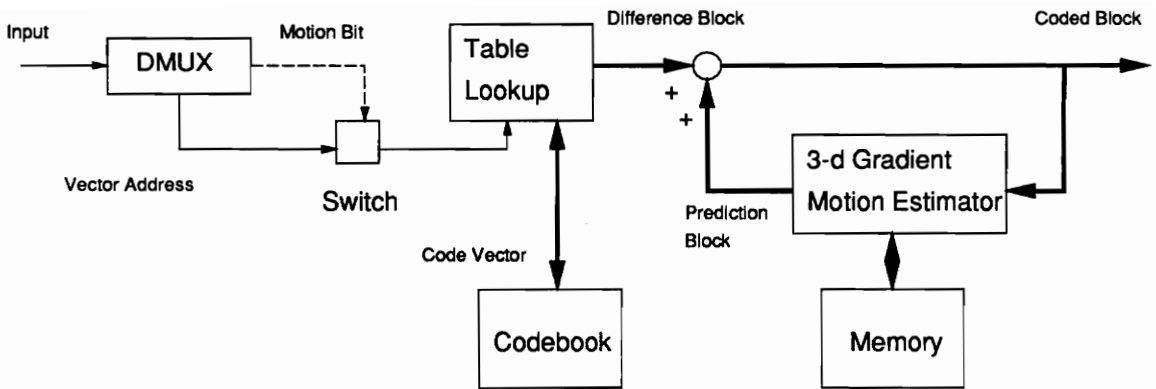 Input
Motion Bit
Difference Block
Coded Block
DMUX
Table
Lookup
+
+
Vector Address
Switch
3-d Gradient
Motion Estimator
Prediction
Block
Code Vector
Codebook
Memory